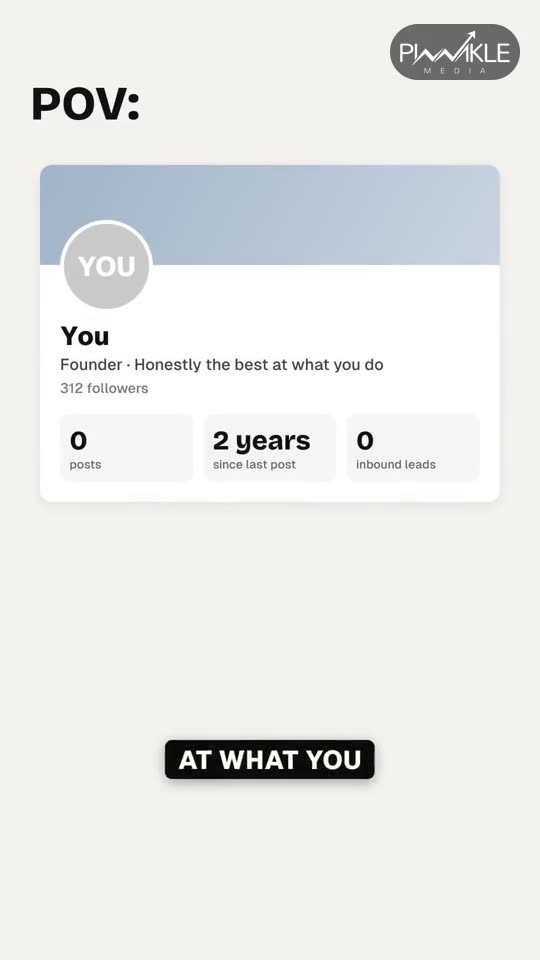 PINNAKLE
MEDIA
POV:
YOU
You
Founder · Honestly the best at what you do
312 followers
0
posts
2 years
since last post
0
inbound leads
AT WHAT YOU